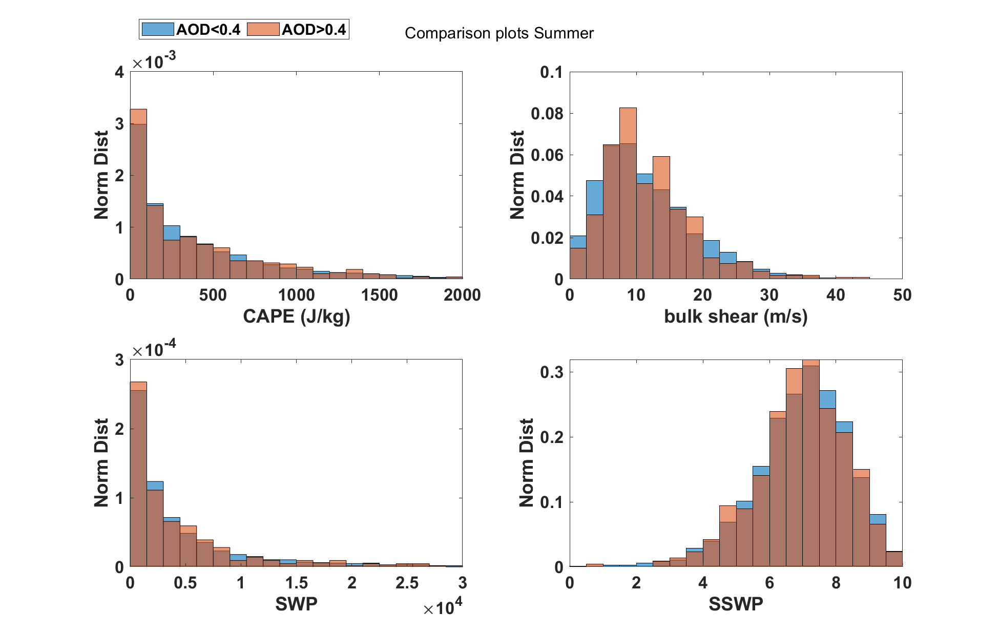 AOD<0.4 AOD>0.4
Comparison plots Summer
×10-3
4
3
2
1
0
Norm Dist
0 500 1000 1500 2000
CAPE (J/kg)
0.1
0.08
0.06
0.04
0.02
0
Norm Dist
0 10 20 30 40 50
bulk shear (m/s)
×10-4
3
2
1
0
Norm Dist
0 0.5 1 1.5 2 2.5 3
SWP
×104
0.3
0.2
0.1
0
Norm Dist
0 2 4 6 8 10
SSWP